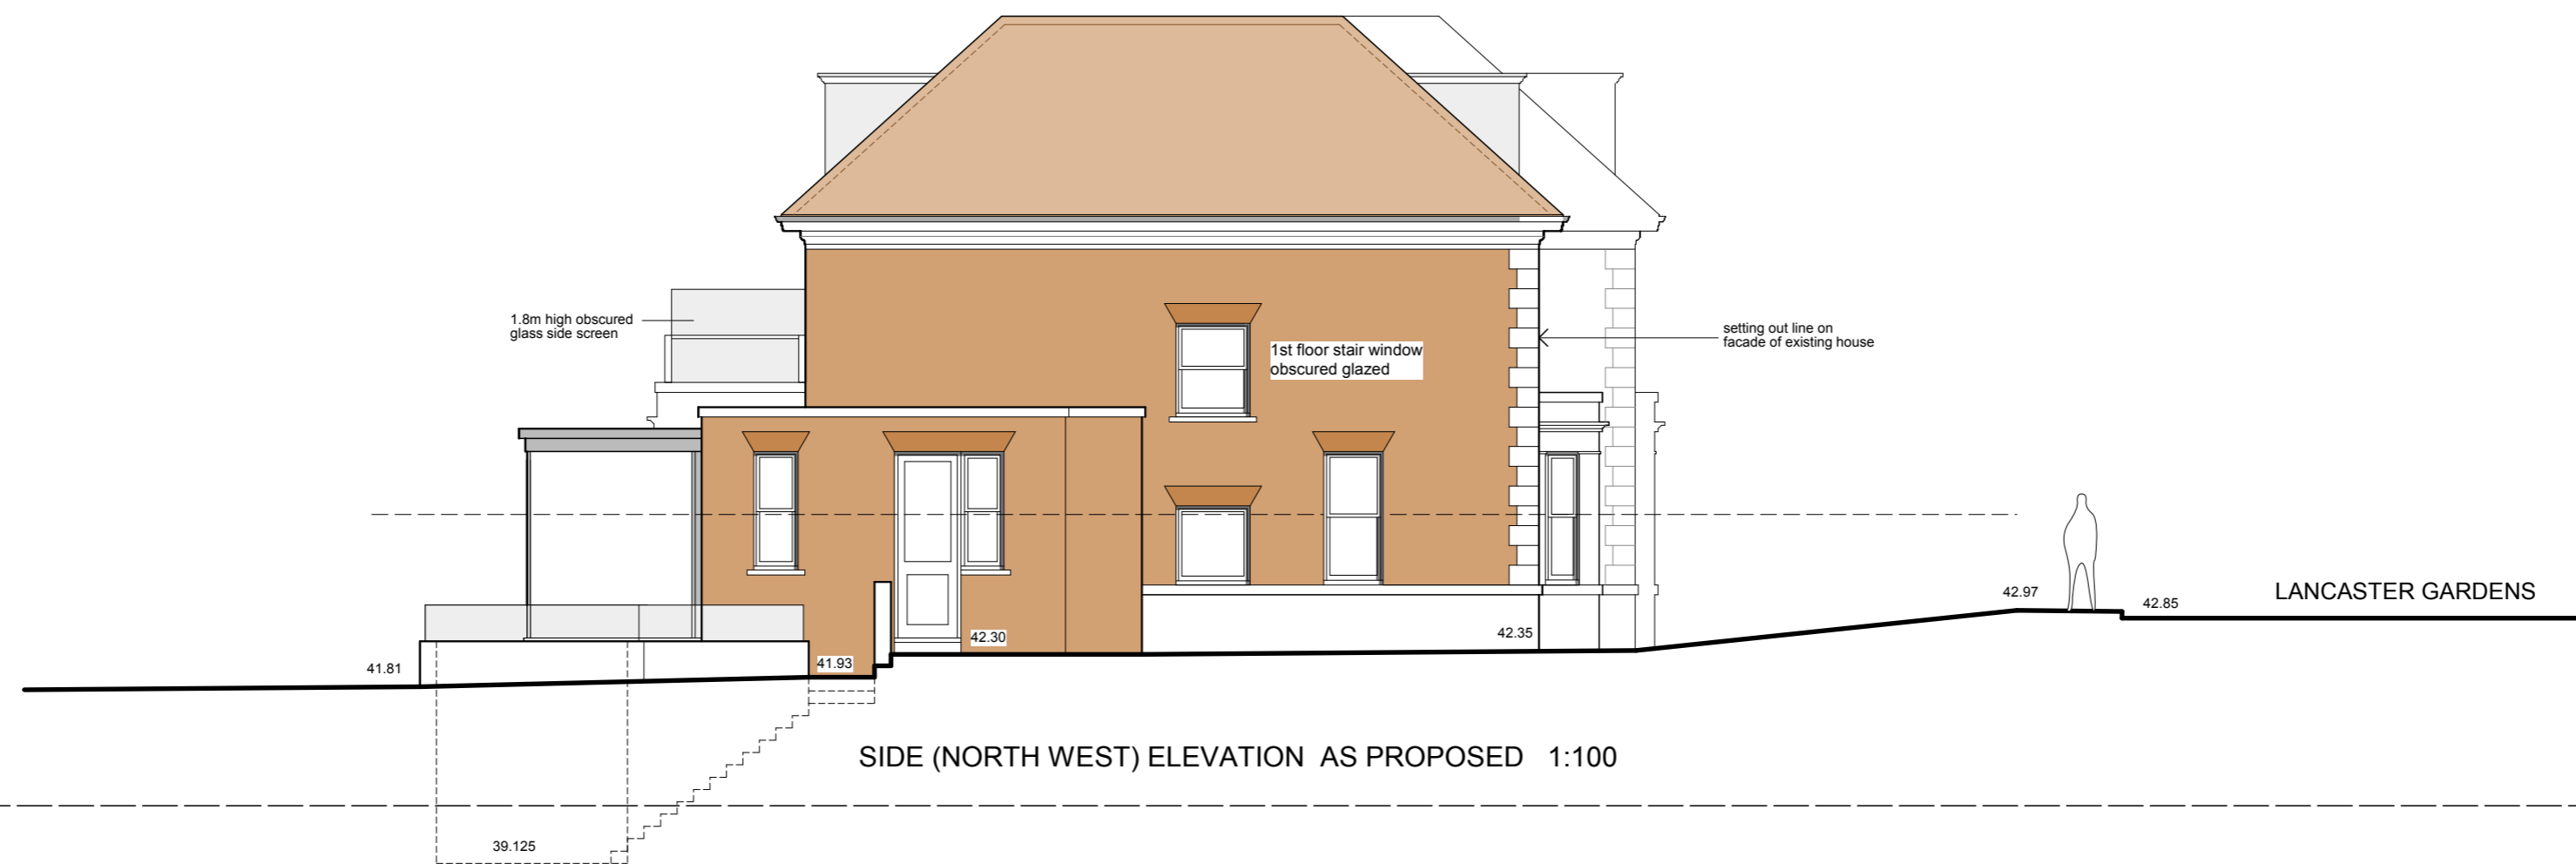 1.8m high obscured
glass side screen
1st floor stair window
obscured glazed
setting out line on
facade of existing house
42.97
42.85
LANCASTER GARDENS
42.30
42.35
41.93
41.81
SIDE (NORTH WEST) ELEVATION AS PROPOSED 1:100
39.125